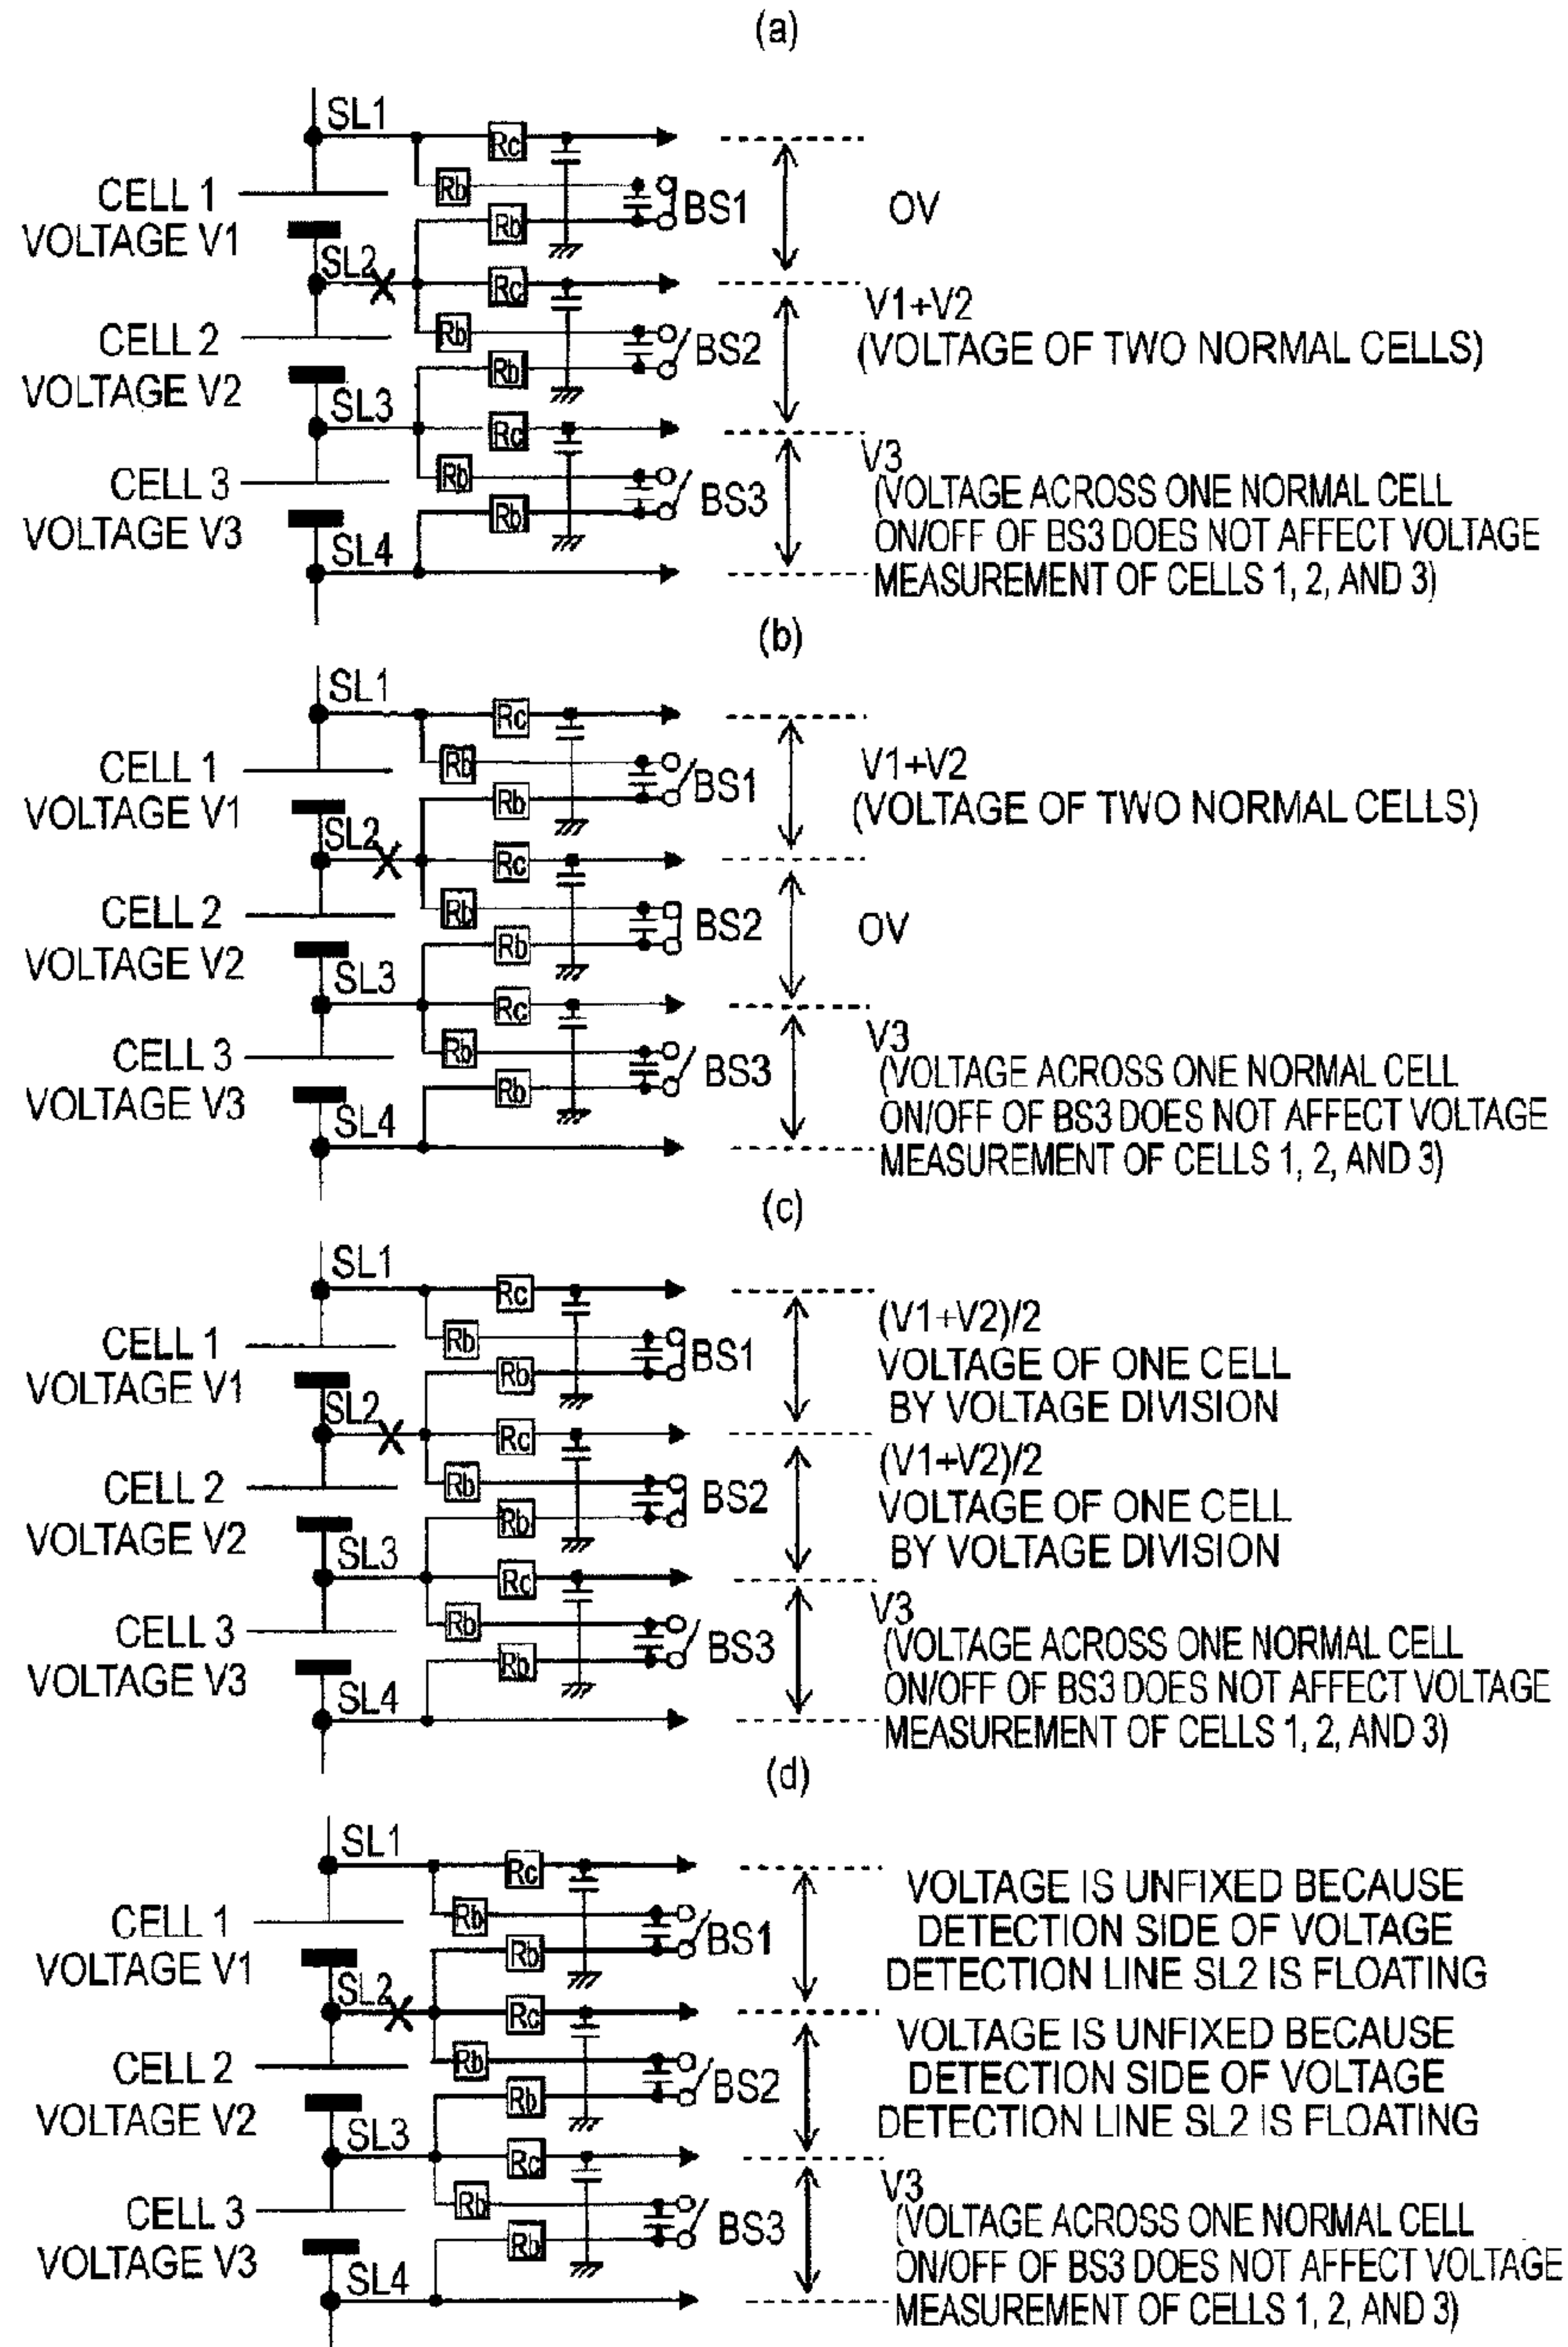 (a)
SL1
Rc
CELL 1
VOLTAGE V1
Rb
Rb
BS1
0V
SL2
Rc
V1+V2
(VOLTAGE OF TWO NORMAL CELLS)
CELL 2
VOLTAGE V2
Rb
Rb
BS2
SL3
Rc
CELL 3
VOLTAGE V3
Rb
Rb
BS3
V3
(VOLTAGE ACROSS ONE NORMAL CELL
ON/OFF OF BS3 DOES NOT AFFECT VOLTAGE
MEASUREMENT OF CELLS 1, 2, AND 3)
SL4
(b)
SL1
Rc
CELL 1
VOLTAGE V1
Rb
Rb
BS1
V1+V2
(VOLTAGE OF TWO NORMAL CELLS)
SL2
Rc
CELL 2
VOLTAGE V2
Rb
Rb
BS2
0V
SL3
Rc
CELL 3
VOLTAGE V3
Rb
Rb
BS3
V3
(VOLTAGE ACROSS ONE NORMAL CELL
ON/OFF OF BS3 DOES NOT AFFECT VOLTAGE
MEASUREMENT OF CELLS 1, 2, AND 3)
SL4
(c)
SL1
Rc
CELL 1
VOLTAGE V1
Rb
Rb
BS1
(V1+V2)/2
VOLTAGE OF ONE CELL
BY VOLTAGE DIVISION
SL2
Rc
CELL 2
VOLTAGE V2
Rb
Rb
BS2
(V1+V2)/2
VOLTAGE OF ONE CELL
BY VOLTAGE DIVISION
SL3
Rc
CELL 3
VOLTAGE V3
Rb
Rb
BS3
V3
(VOLTAGE ACROSS ONE NORMAL CELL
ON/OFF OF BS3 DOES NOT AFFECT VOLTAGE
MEASUREMENT OF CELLS 1, 2, AND 3)
SL4
(d)
SL1
Rc
CELL 1
VOLTAGE V1
Rb
Rb
BS1
VOLTAGE IS UNFIXED BECAUSE
DETECTION SIDE OF VOLTAGE
DETECTION LINE SL2 IS FLOATING
SL2
Rc
CELL 2
VOLTAGE V2
Rb
Rb
BS2
VOLTAGE IS UNFIXED BECAUSE
DETECTION SIDE OF VOLTAGE
DETECTION LINE SL2 IS FLOATING
SL3
Rc
CELL 3
VOLTAGE V3
Rb
Rb
BS3
V3
(VOLTAGE ACROSS ONE NORMAL CELL
ON/OFF OF BS3 DOES NOT AFFECT VOLTAGE
MEASUREMENT OF CELLS 1, 2, AND 3)
SL4